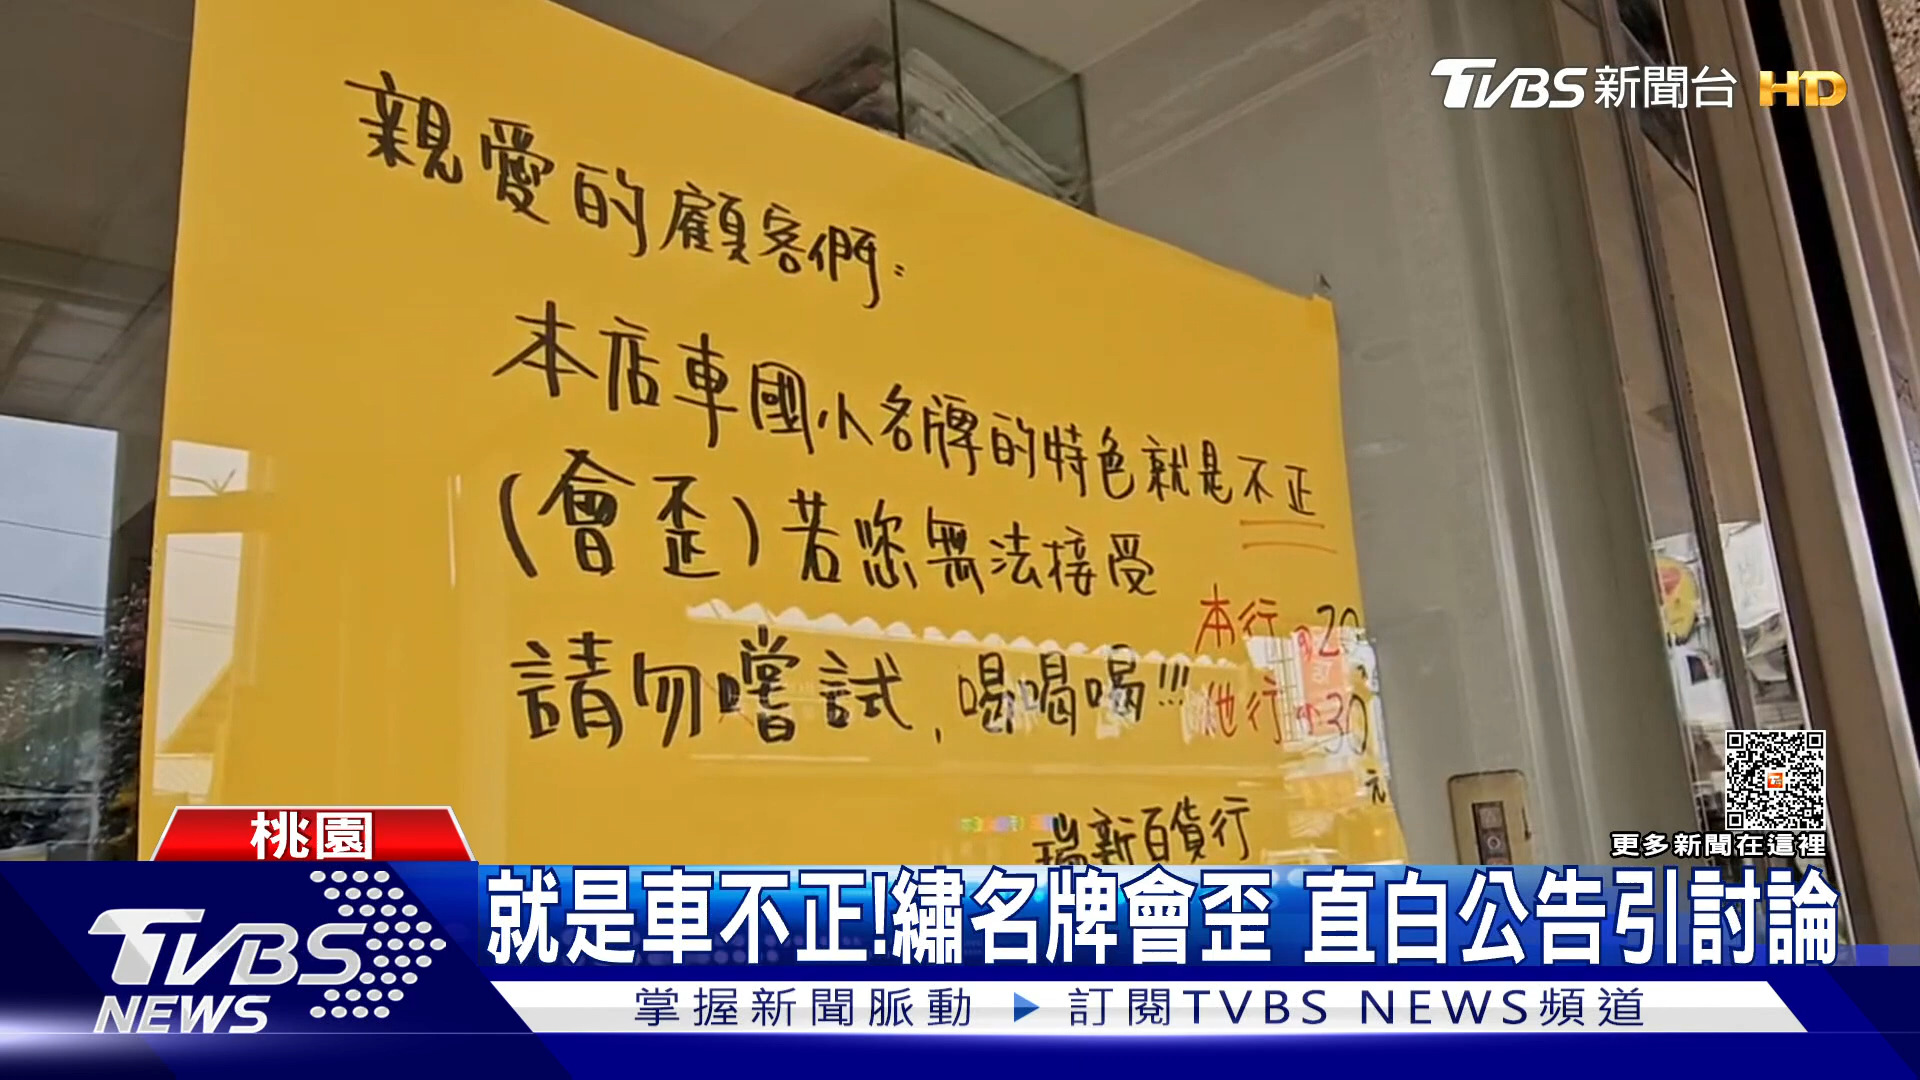 TVBS新聞台 HD
親愛的顧客們:
本店車國小名牌的特色就是不正
(會歪)若您無法接受
請勿嚐試,喝喝喝!!!
本行 20
他行 30
元
瑞新百貨行
更多新聞在這裡
桃園
就是車不正!繡名牌會歪 直白公告引討論
TVBS NEWS
掌握新聞脈動 ▶ 訂閱TVBS NEWS頻道